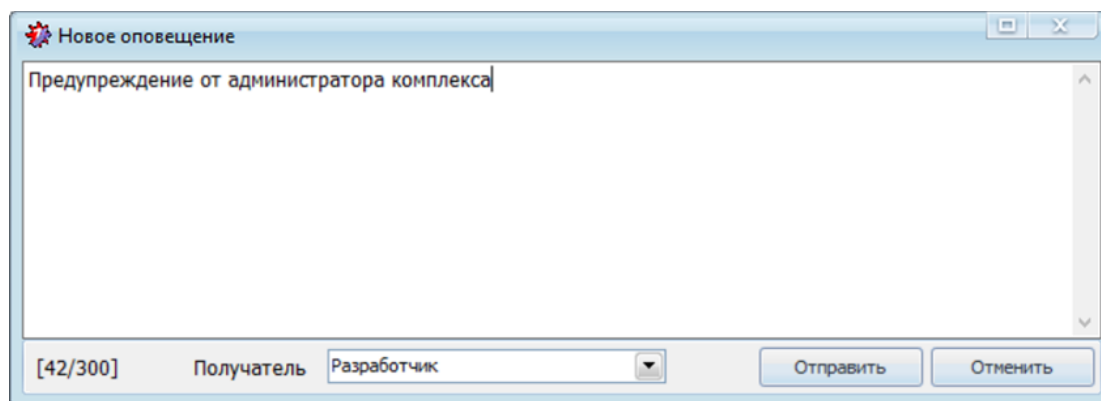 Новое оповещение
Предупреждение от администратора комплекса
[42/300] Получатель Разработчик Отправить Отменить